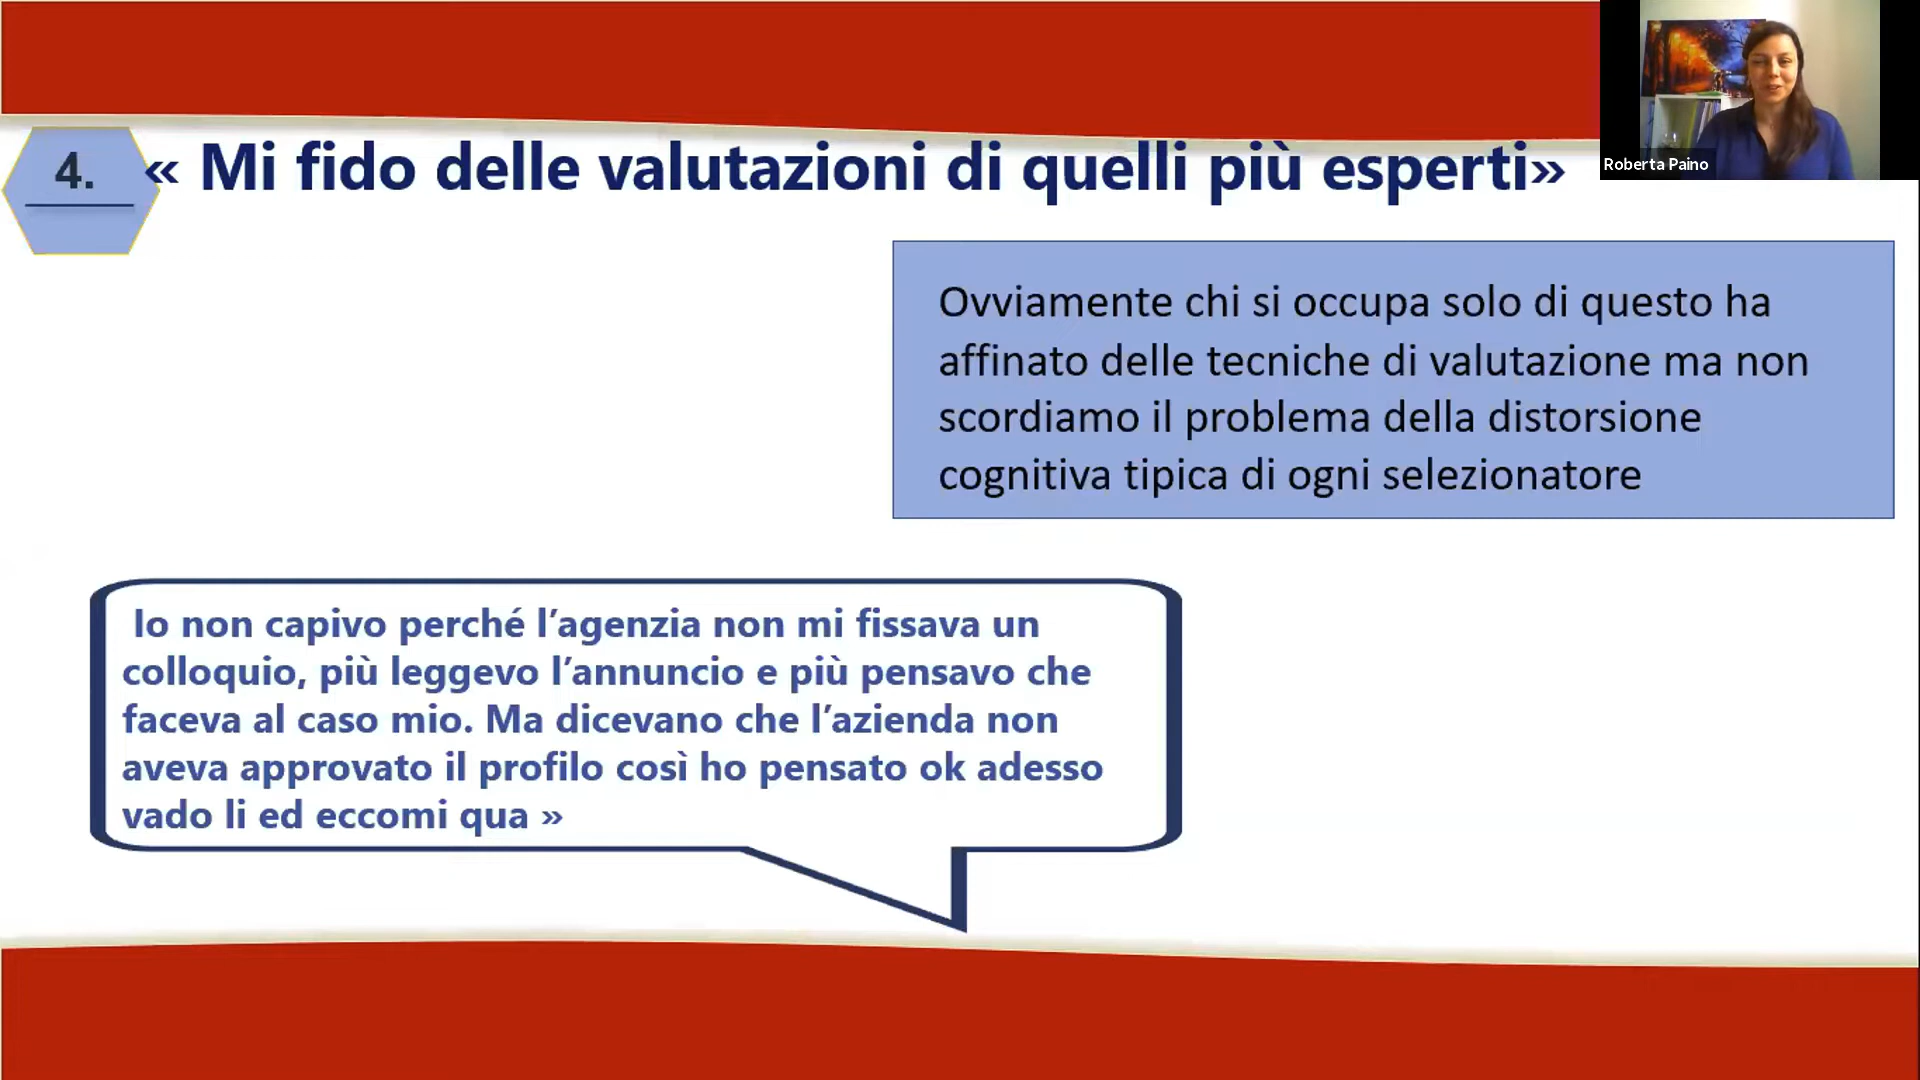 4.
« Mi fido delle valutazioni di quelli più esperti»
Roberta Paino
Ovviamente chi si occupa solo di questo ha
affinato delle tecniche di valutazione ma non
scordiamo il problema della distorsione
cognitiva tipica di ogni selezionatore
Io non capivo perché l’agenzia non mi fissava un
colloquio, più leggevo l’annuncio e più pensavo che
faceva al caso mio. Ma dicevano che l’azienda non
aveva approvato il profilo così ho pensato ok adesso
vado li ed eccomi qua »